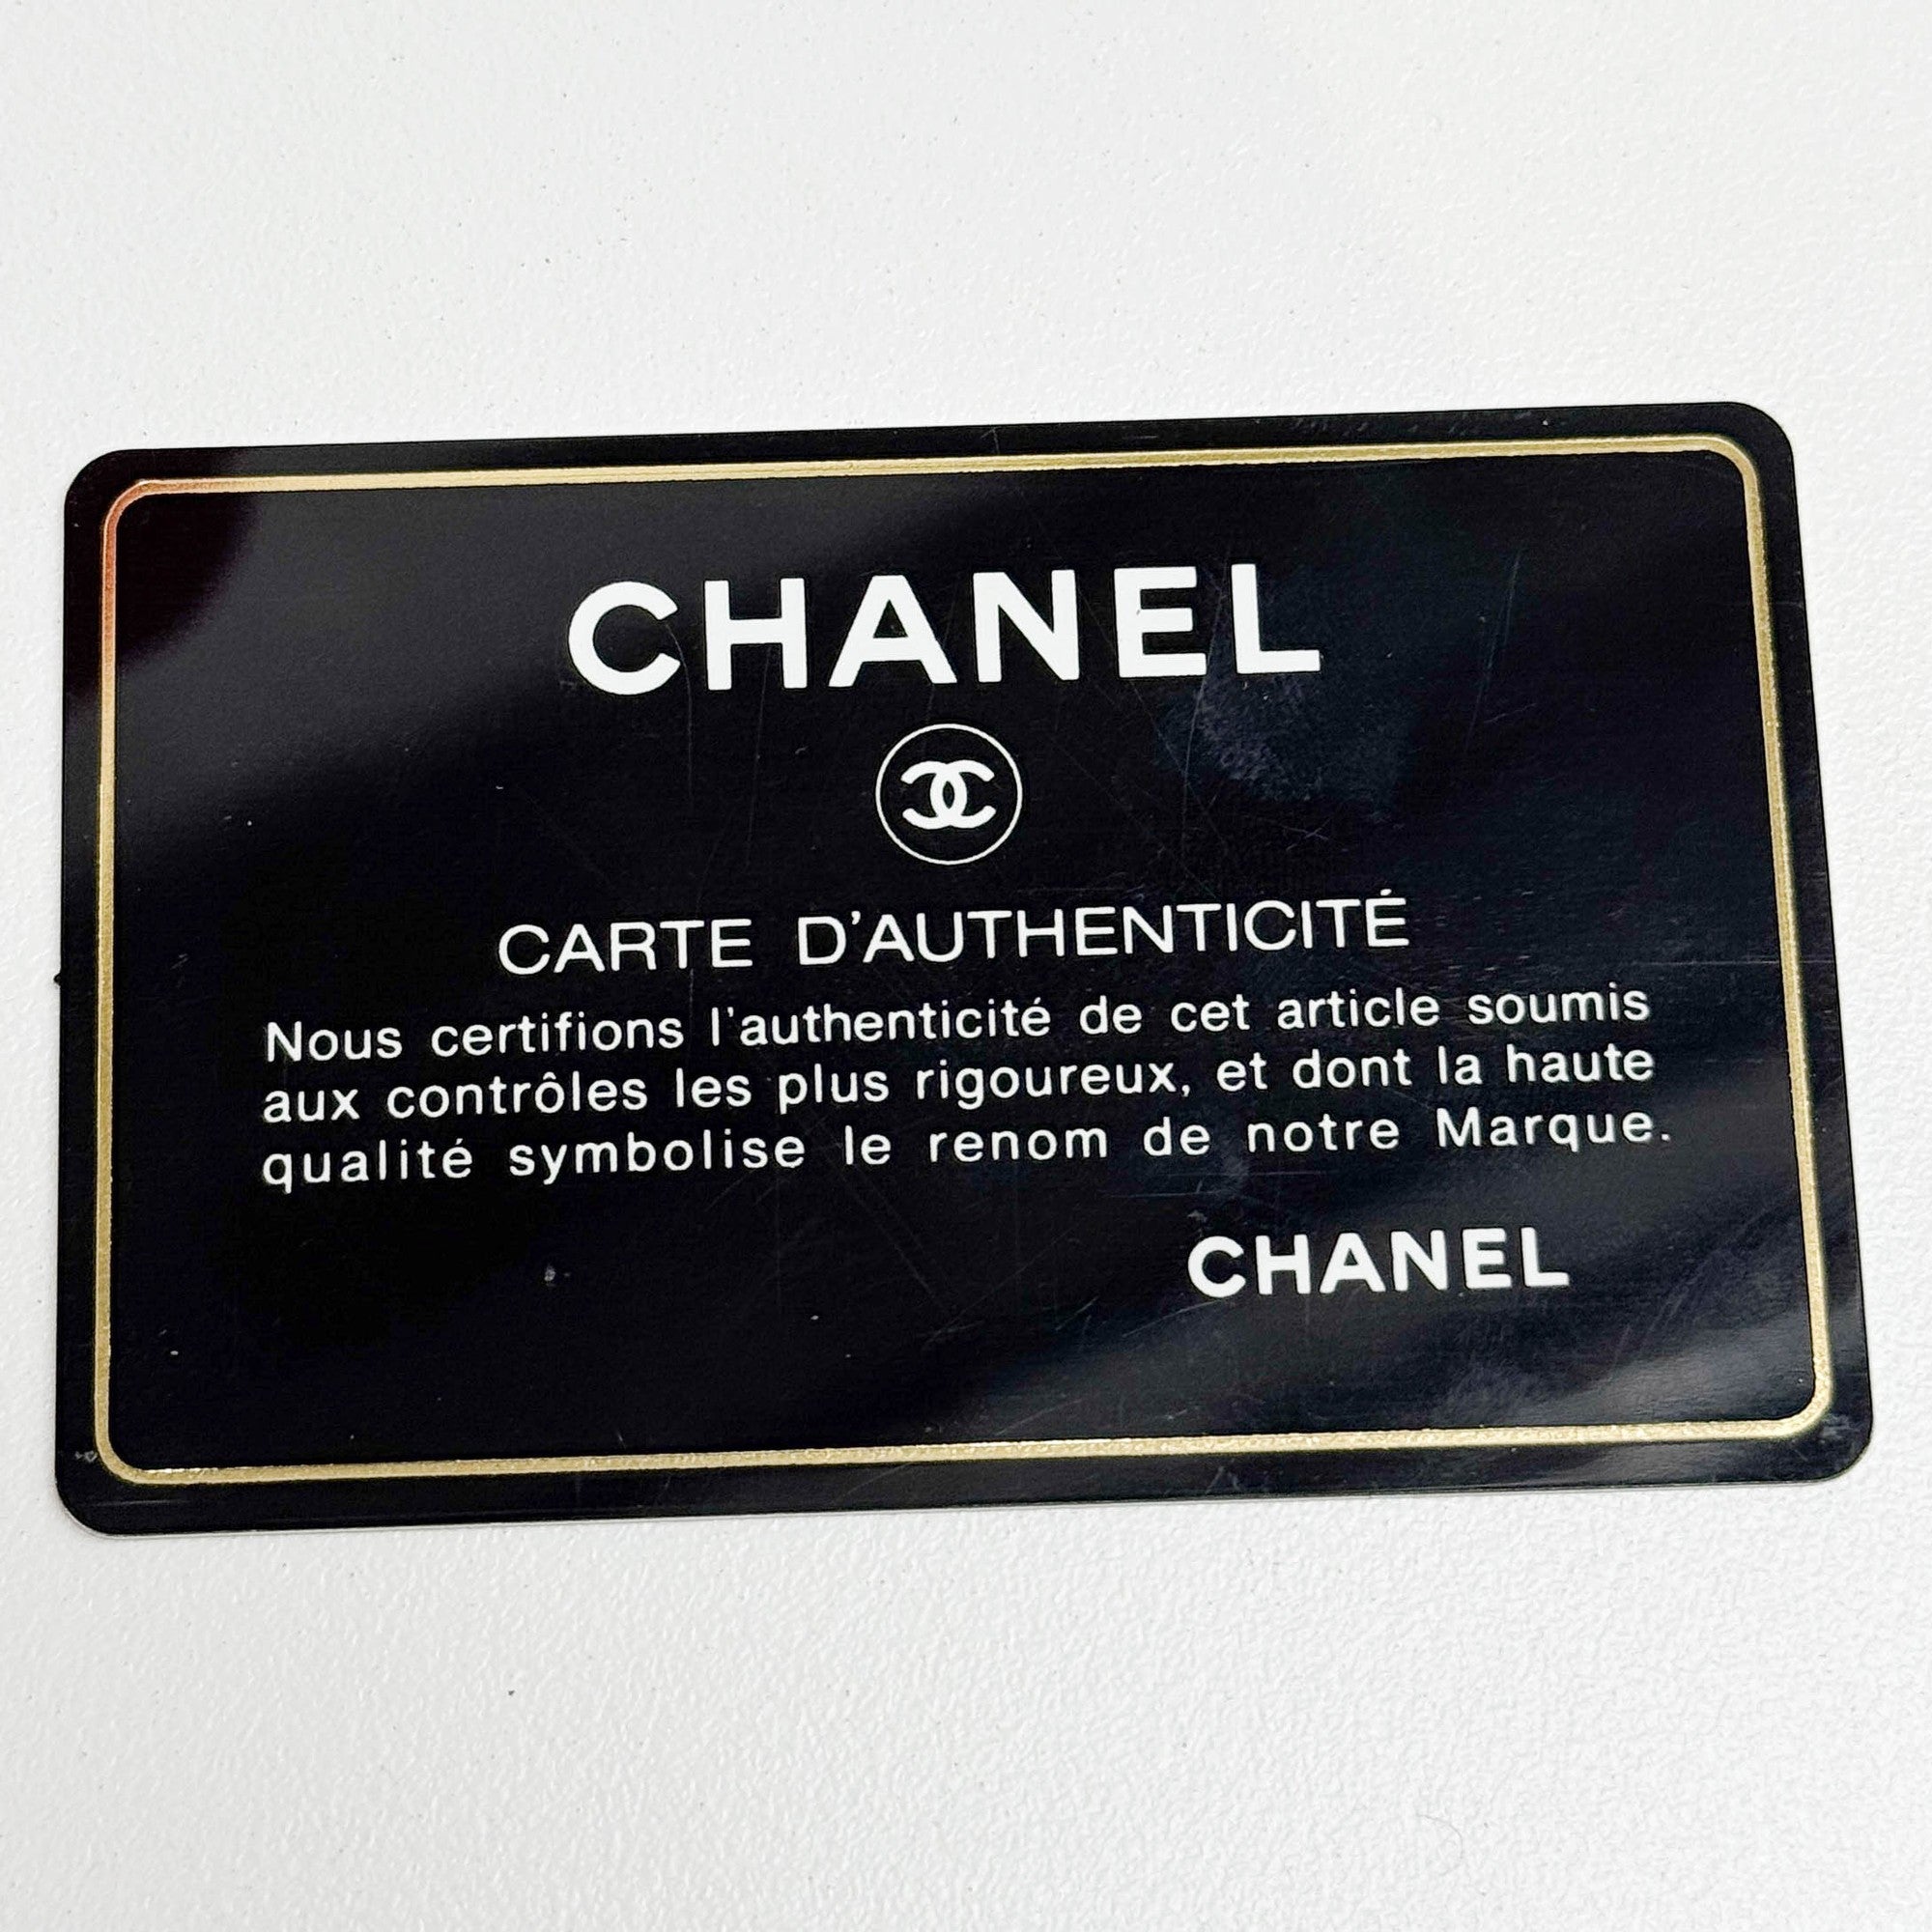 CHANEL
CARTE D'AUTHENTICITÉ
Nous certifions l'authenticité de cet article soumis
aux contrôles les plus rigoureux, et dont la haute
qualité symbolise le renom de notre Marque.
CHANEL